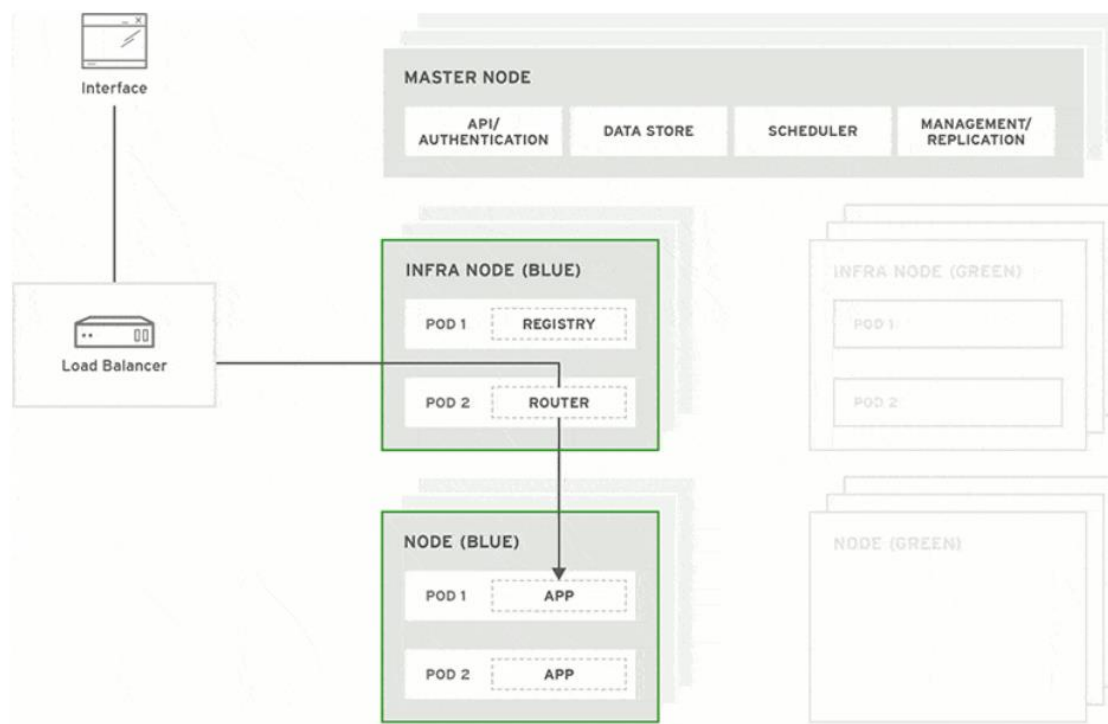 Interface
MASTER NODE
API/
AUTHENTICATION
DATA STORE
SCHEDULER
MANAGEMENT/
REPLICATION
Load Balancer
INFRA NODE (BLUE)
POD 1
REGISTRY
POD 2
ROUTER
INFRA NODE (GREEN)
POD 1
POD 2
NODE (BLUE)
POD 1
APP
POD 2
APP
NODE (GREEN)